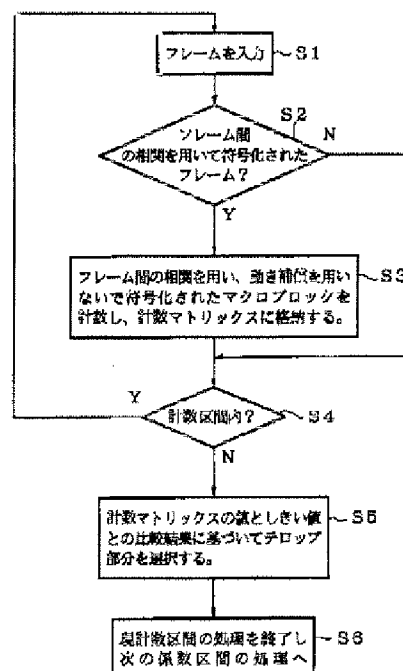 フレームを入力
S1
S2
フレーム間
の相関を用いて符号化された
フレーム？
N
Y
フレーム間の相関を用い、動き補償を用い
ないで符号化されたマクロブロックを
計数し、計数マトリックスに格納する。
S3
Y
計数区間内？
S4
N
計数マトリックスの値としきい値
との比較結果に基づいてテロップ
部分を選択する。
S5
現計数区間の処理を終了し
次の係数区間の処理へ
S6